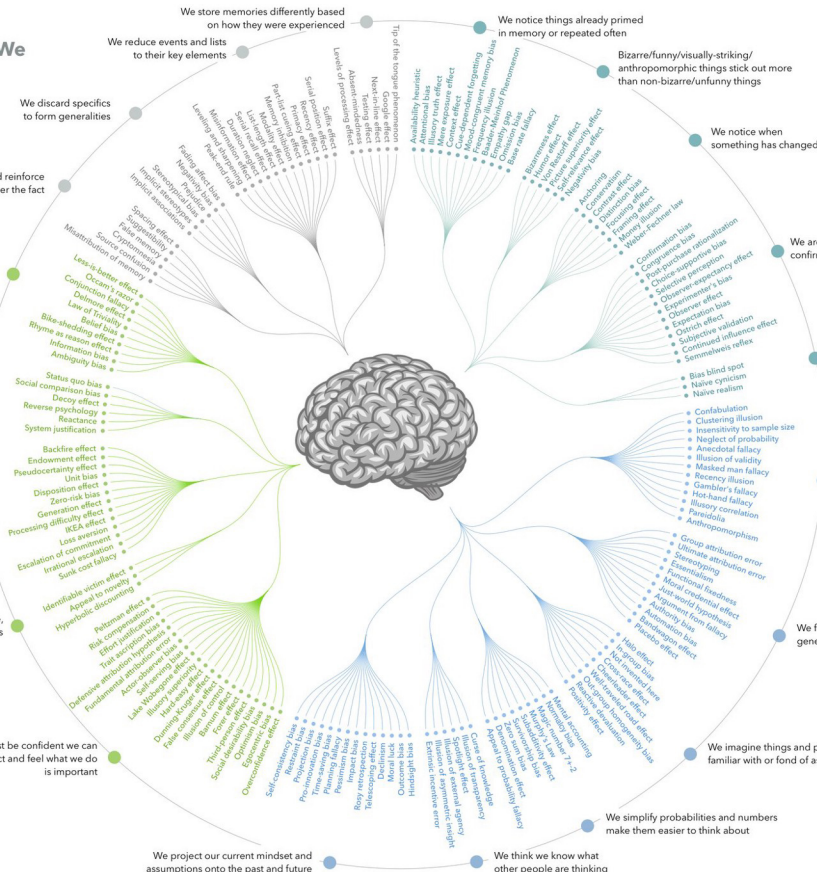 We
We store memories differently based
on how they were experienced
We reduce events and lists
to their key elements
We discard specifics
to form generalities
d reinforce
er the fact
We notice things already primed
in memory or repeated often
Bizarre/funny/visually-striking/
anthropomorphic things stick out more
than non-bizarre/unfunny things
We notice when
something has changed
We are
confirm
Tip of the tongue phenomenon
Google effect
Next-in-line effect
Testing effect
Absent-mindedness
Levels of processing effect
Suffix effect
Serial position effect
Recency effect
Primacy effect
Part-list cueing effect
Memory inhibition
Modality effect
List-length effect
Serial recall effect
Duration neglect
Misinformation effect
Leveling and sharpening
Peak-end rule
Fading affect bias
Negativity bias
Prejudice
Stereotypical bias
Implicit stereotypes
Implicit associations
Spacing effect
Suggestibility
False memory
Cryptomnesia
Source confusion
Misattribution of memory
Availability heuristic
Attentional bias
Illusory truth effect
Mere exposure effect
Context effect
Cue-dependent forgetting
Mood-congruent memory bias
Frequency illusion
Baader-Meinhof Phenomenon
Empathy gap
Omission bias
Base rate fallacy
Bizarreness effect
Humor effect
Von Restorff effect
Picture superiority effect
Self-relevance effect
Negativity bias
Anchoring
Conservatism
Contrast effect
Distinction bias
Focusing effect
Framing effect
Money illusion
Weber-Fechner law
Confirmation bias
Congruence bias
Post-purchase rationalization
Choice-supportive bias
Selective perception
Observer-expectancy effect
Experimenter's bias
Observer effect
Expectation bias
Ostrich effect
Subjective validation
Continued influence effect
Semmelweis reflex
Bias blind spot
Naïve cynicism
Naïve realism
Confabulation
Clustering illusion
Insensitivity to sample size
Neglect of probability
Anecdotal fallacy
Illusion of validity
Masked man fallacy
Recency illusion
Gambler's fallacy
Hot-hand fallacy
Illusory correlation
Pareidolia
Anthropomorphism
Group attribution error
Ultimate attribution error
Stereotyping
Essentialism
Functional fixedness
Moral credential effect
Just-world hypothesis
Argument from fallacy
Authority bias
Automation bias
Bandwagon effect
Placebo effect
Halo effect
In-group bias
Not invented here
Cross-race effect
Cheerleader effect
Well-traveled road effect
Out-group homogeneity bias
Reactive devaluation
Positivity effect
Mental accounting
Normalcy bias
Murphy's Law
Magic number 7+-2
Subadditivity effect
Survivorship bias
Zero sum bias
Denomination effect
Appeal to probability fallacy
Curse of knowledge
Illusion of transparency
Spotlight effect
Illusion of external agency
Illusion of asymmetric insight
Extrinsic incentive error
Hindsight bias
Outcome bias
Moral luck
Declinism
Telescoping effect
Rosy retrospection
Impact bias
Pessimism bias
Planning fallacy
Time-saving bias
Pro-innovation bias
Projection bias
Restraint bias
Self-consistency bias
Less-is-better effect
Occam's razor
Conjunction fallacy
Delmore effect
Law of Triviality
Bike-shedding effect
Belief bias
Rhyme as reason effect
Information bias
Ambiguity bias
Status quo bias
Social comparison bias
Decoy effect
Reverse psychology
Reactance
System justification
Backfire effect
Endowment effect
Pseudocertainty effect
Unit bias
Disposition effect
Zero-risk bias
Generation effect
Processing difficulty effect
IKEA effect
Loss aversion
Escalation of commitment
Irrational escalation
Sunk cost fallacy
Identifiable victim effect
Appeal to novelty
Hyperbolic discounting
Peltzman effect
Risk compensation
Effort justification
Trait ascription bias
Defensive attribution hypothesis
Fundamental attribution error
Actor-observer bias
Self-serving bias
Lake Wobegone effect
Illusory superiority
Hard-easy effect
Dunning-Kruger effect
False consensus effect
Illusion of control
Barnum effect
Forer effect
Third-person effect
Social desirability bias
Optimism bias
Egocentric bias
Overconfidence effect
st be confident we can
ct and feel what we do
is important
We f
gene
We imagine things and p
familiar with or fond of a
We simplify probabilities and numbers
make them easier to think about
We think we know what
other people are thinking
We project our current mindset and
assumptions onto the past and future